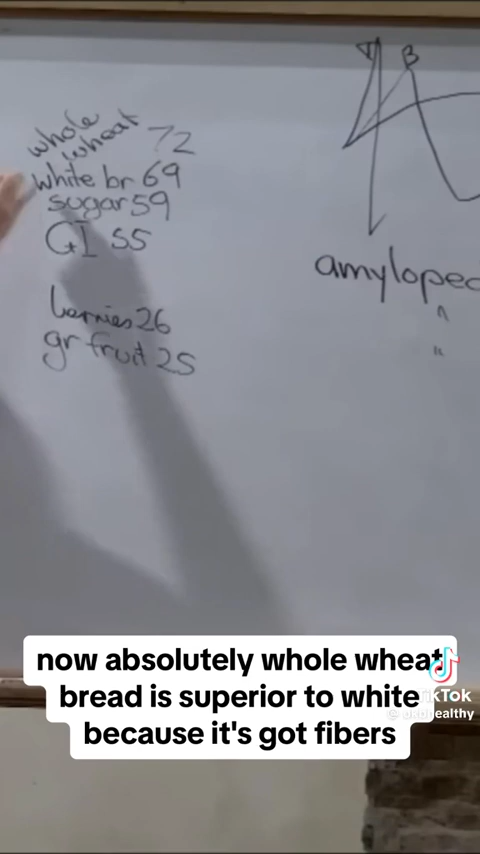 whole
wheat 72
white br 69
sugar 59
GI 55
berries 26
gr fruit 25
B
amyloped
"
now absolutely whole wheat
bread is superior to white
because it's got fibers
TikTok